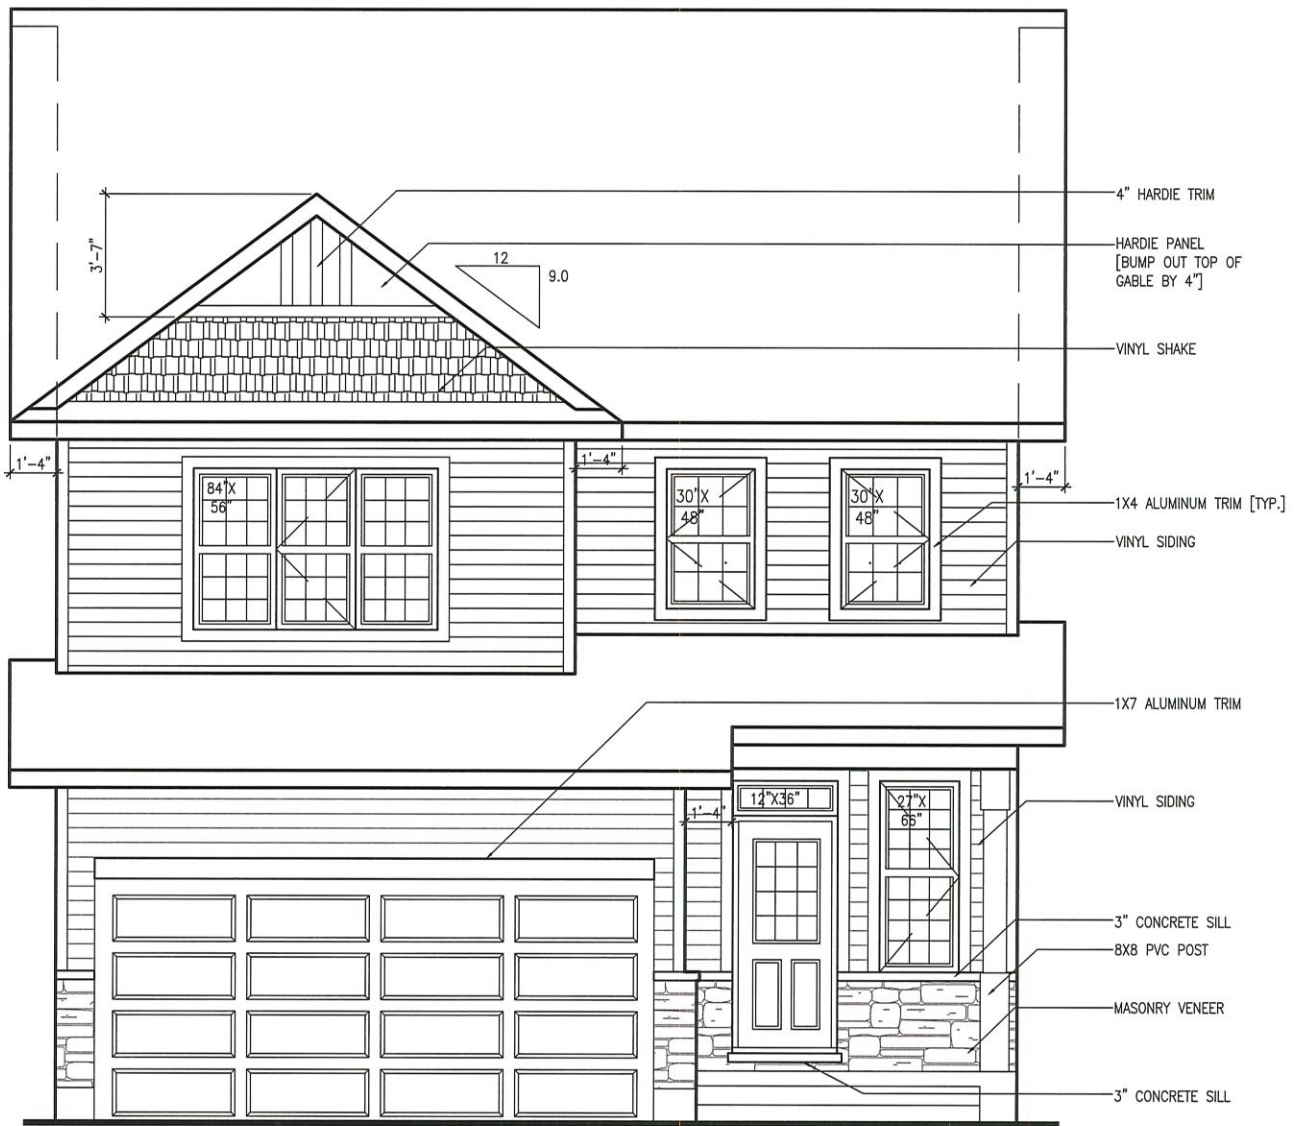 4" HARDIE TRIM
3'-7"
HARDIE PANEL
[BUMP OUT TOP OF
GABLE BY 4"]
12
9.0
VINYL SHAKE
1'-4"
1'-4"
1'-4"
84"X
56"
30"X
48"
30"X
48"
1X4 ALUMINUM TRIM [TYP.]
VINYL SIDING
1X7 ALUMINUM TRIM
12"X36"
27"X
66"
VINYL SIDING
1'-4"
3" CONCRETE SILL
8X8 PVC POST
MASONRY VENEER
3" CONCRETE SILL